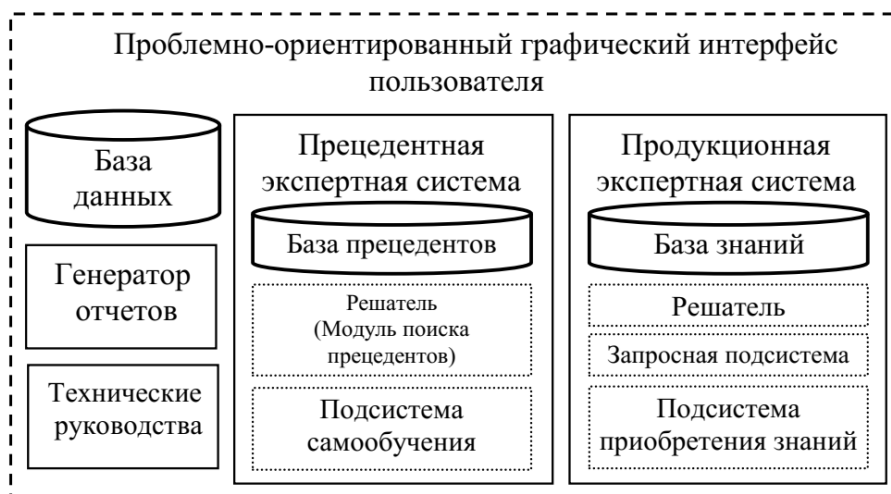 Проблемно-ориентированный графический интерфейс
пользователя
База
данных
Генератор
отчетов
Технические
руководства
Прецедентная
экспертная система
База прецедентов
Решатель
(Модуль поиска
прецедентов)
Подсистема
самообучения
Продукционная
экспертная система
База знаний
Решатель
Запросная подсистема
Подсистема
приобретения знаний